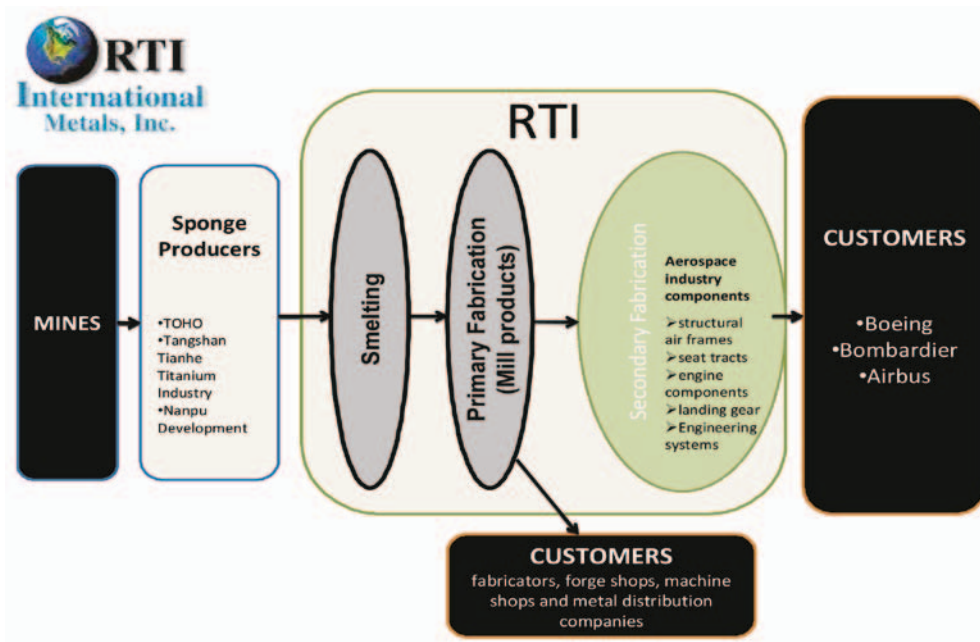 RTI
International
Metals, Inc.
RTI
MINES
Sponge
Producers
•TOHO
•Tangshan
Tianhe
Titanium
Industry
•Nanpu
Development
Smelting
Primary Fabrication
(Mill products)
Secondary Fabrication
Aerospace
industry
components
➢structural
air frames
➢seat tracts
➢engine
components
➢landing gear
➢Engineering
systems
CUSTOMERS
•Boeing
•Bombardier
•Airbus
CUSTOMERS
fabricators, forge shops, machine
shops and metal distribution
companies